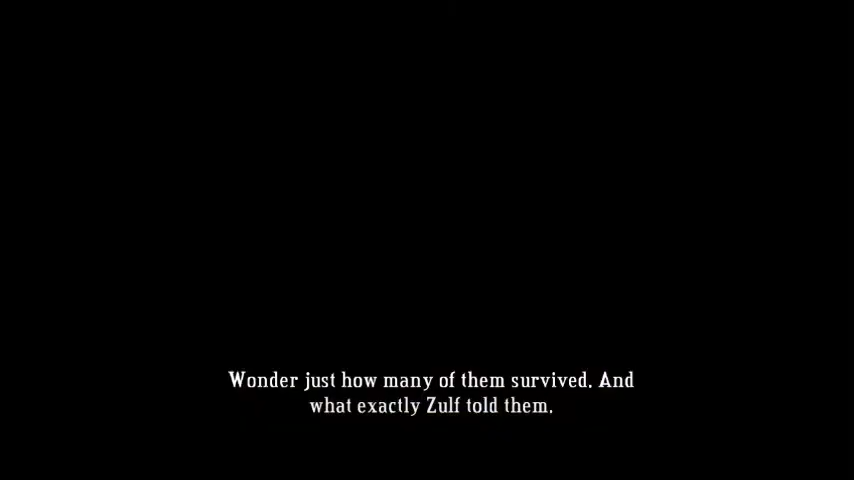 Wonder just how many of them survived. And
what exactly Zulf told them.